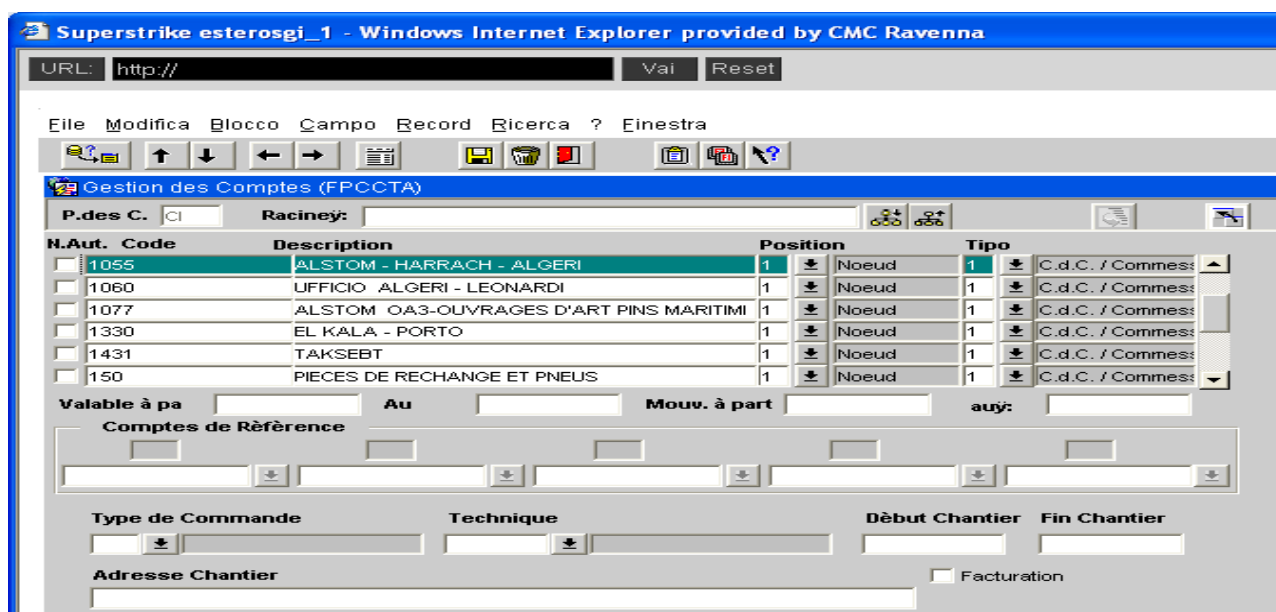 Superstrike esterosgi_1 - Windows Internet Explorer provided by CMC Ravenna
URL: http:// Vai Reset
File Modifica Blocco Campo Record Ricerca ? Finestra
Gestion des Comptes (FPCCTA)
P.des C. CI Racineÿ:
N.Aut. Code Description Position Tipo
1055 ALSTOM - HARRACH - ALGERI 1 Noeud 1 C.d.C. / Commess
1060 UFFICIO ALGERI - LEONARDI 1 Noeud 1 C.d.C. / Commess
1077 ALSTOM OA3-OUVRAGES D'ART PINS MARITIMI 1 Noeud 1 C.d.C. / Commess
1330 EL KALA - PORTO 1 Noeud 1 C.d.C. / Commess
1431 TAKSEBT 1 Noeud 1 C.d.C. / Commess
150 PIECES DE RECHANGE ET PNEUS 1 Noeud 1 C.d.C. / Commess
Valable à pa Au Mouv. à part auÿ:
Comptes de Rèfèrence
Type de Commande Technique Dèbut Chantier Fin Chantier
Adresse Chantier Facturation